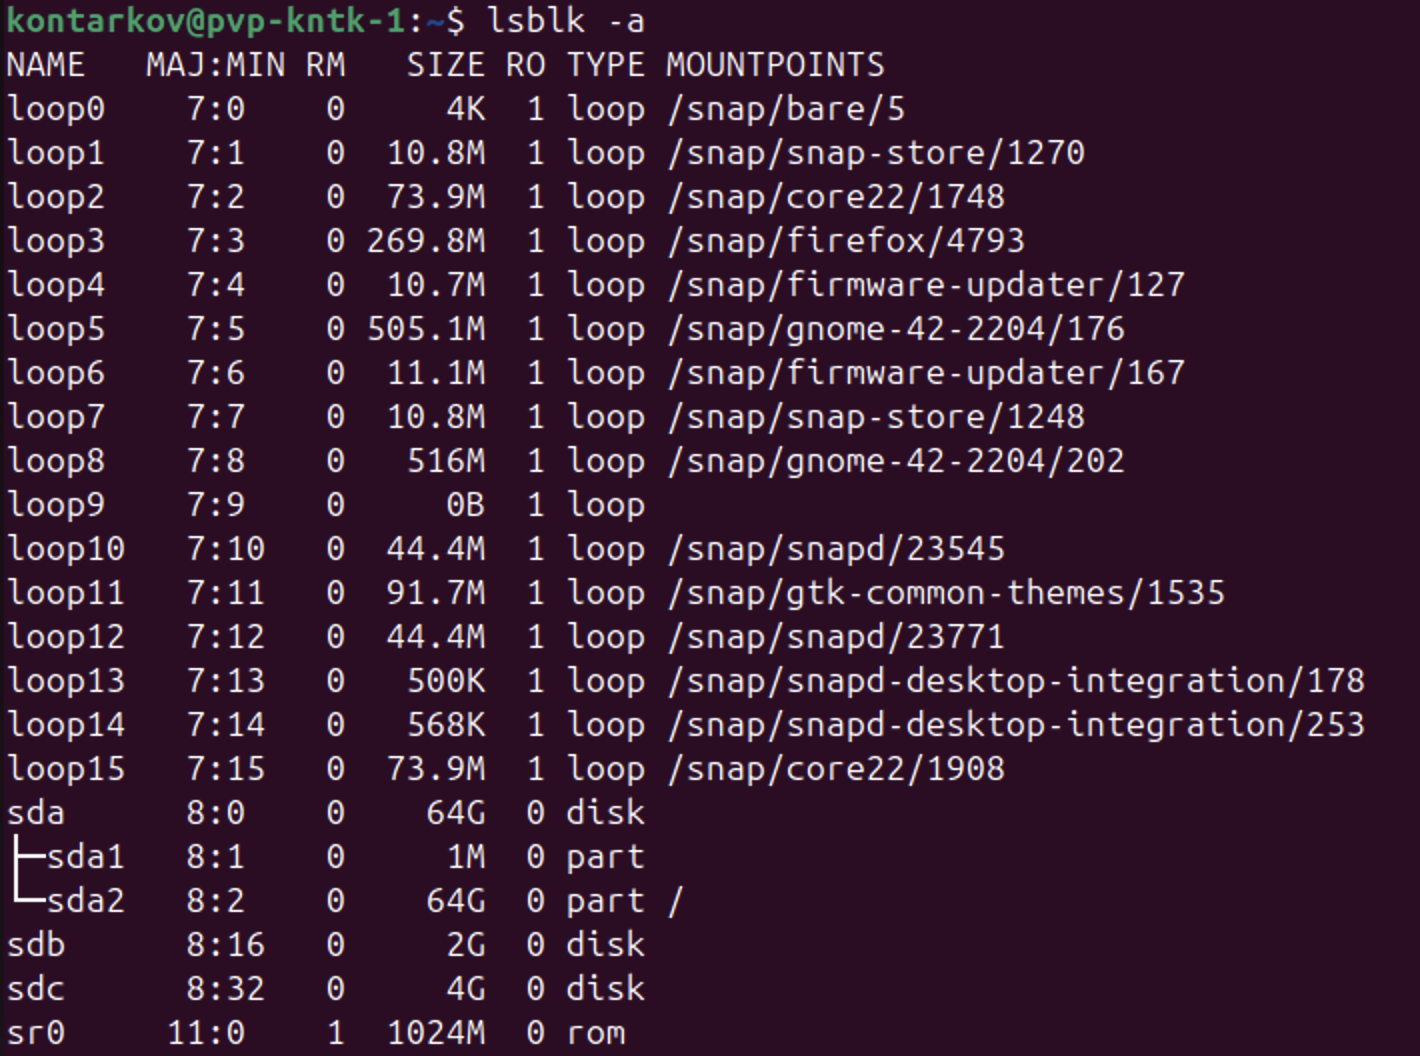 kontarkov@pvp-kntk-1:~$ lsblk -a
NAME   MAJ:MIN RM   SIZE RO TYPE MOUNTPOINTS
loop0    7:0    0     4K  1 loop /snap/bare/5
loop1    7:1    0  10.8M  1 loop /snap/snap-store/1270
loop2    7:2    0  73.9M  1 loop /snap/core22/1748
loop3    7:3    0 269.8M  1 loop /snap/firefox/4793
loop4    7:4    0  10.7M  1 loop /snap/firmware-updater/127
loop5    7:5    0 505.1M  1 loop /snap/gnome-42-2204/176
loop6    7:6    0  11.1M  1 loop /snap/firmware-updater/167
loop7    7:7    0  10.8M  1 loop /snap/snap-store/1248
loop8    7:8    0   516M  1 loop /snap/gnome-42-2204/202
loop9    7:9    0     0B  1 loop
loop10   7:10   0  44.4M  1 loop /snap/snapd/23545
loop11   7:11   0  91.7M  1 loop /snap/gtk-common-themes/1535
loop12   7:12   0  44.4M  1 loop /snap/snapd/23771
loop13   7:13   0   500K  1 loop /snap/snapd-desktop-integration/178
loop14   7:14   0   568K  1 loop /snap/snapd-desktop-integration/253
loop15   7:15   0  73.9M  1 loop /snap/core22/1908
sda      8:0    0    64G  0 disk
├─sda1   8:1    0     1M  0 part
└─sda2   8:2    0    64G  0 part /
sdb      8:16   0     2G  0 disk
sdc      8:32   0     4G  0 disk
sr0     11:0    1  1024M  0 rom